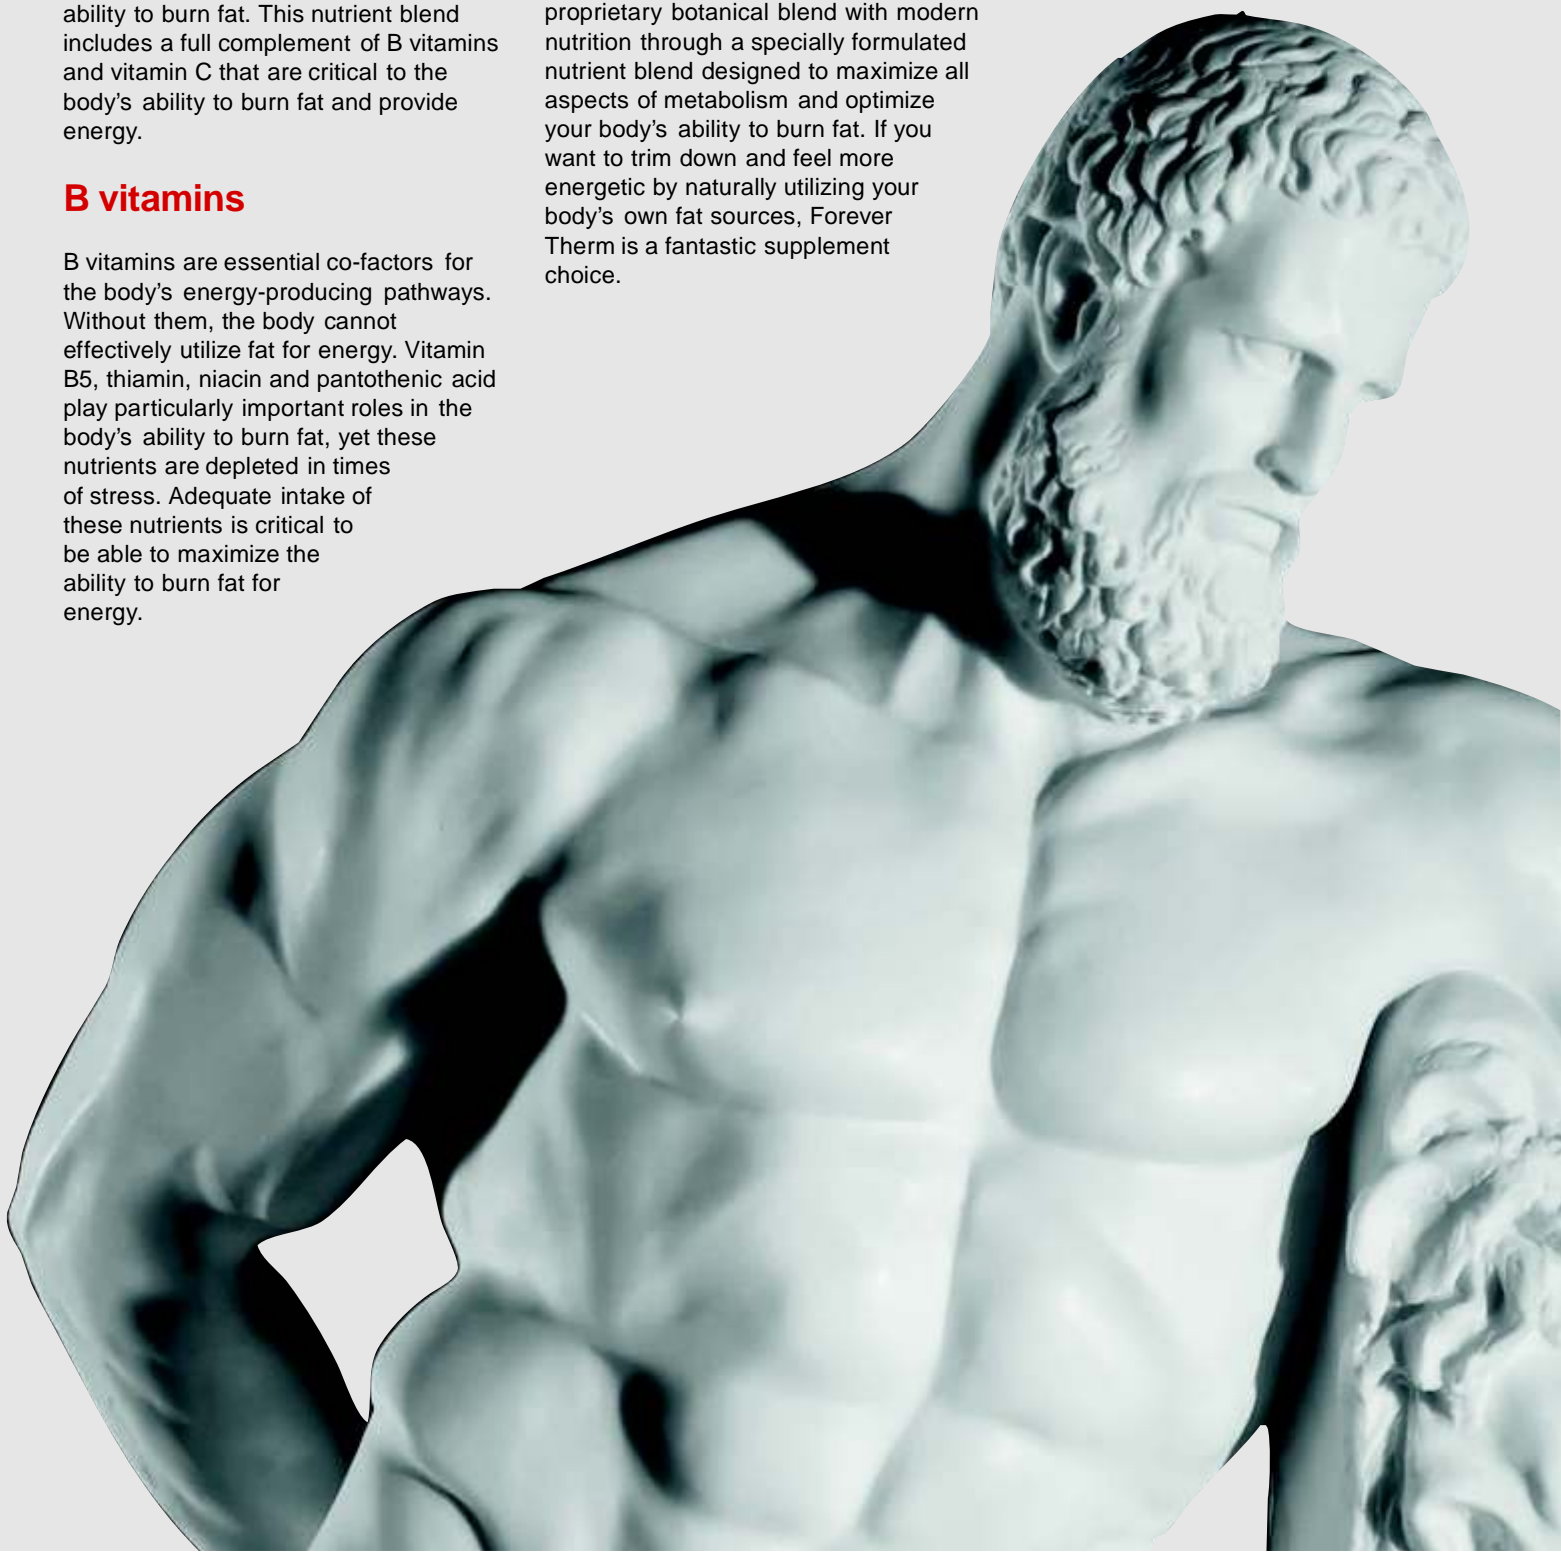 ability to burn fat. This nutrient blend
includes a full complement of B vitamins
and vitamin C that are critical to the
body's ability to burn fat and provide
energy.
B vitamins
B vitamins are essential co-factors for
the body's energy-producing pathways.
Without them, the body cannot
effectively utilize fat for energy. Vitamin
B5, thiamin, niacin and pantothenic acid
play particularly important roles in the
body's ability to burn fat, yet these
nutrients are depleted in times
of stress. Adequate intake of
these nutrients is critical to
be able to maximize the
ability to burn fat for
energy.
proprietary botanical blend with modern
nutrition through a specially formulated
nutrient blend designed to maximize all
aspects of metabolism and optimize
your body's ability to burn fat. If you
want to trim down and feel more
energetic by naturally utilizing your
body's own fat sources, Forever
Therm is a fantastic supplement
choice.